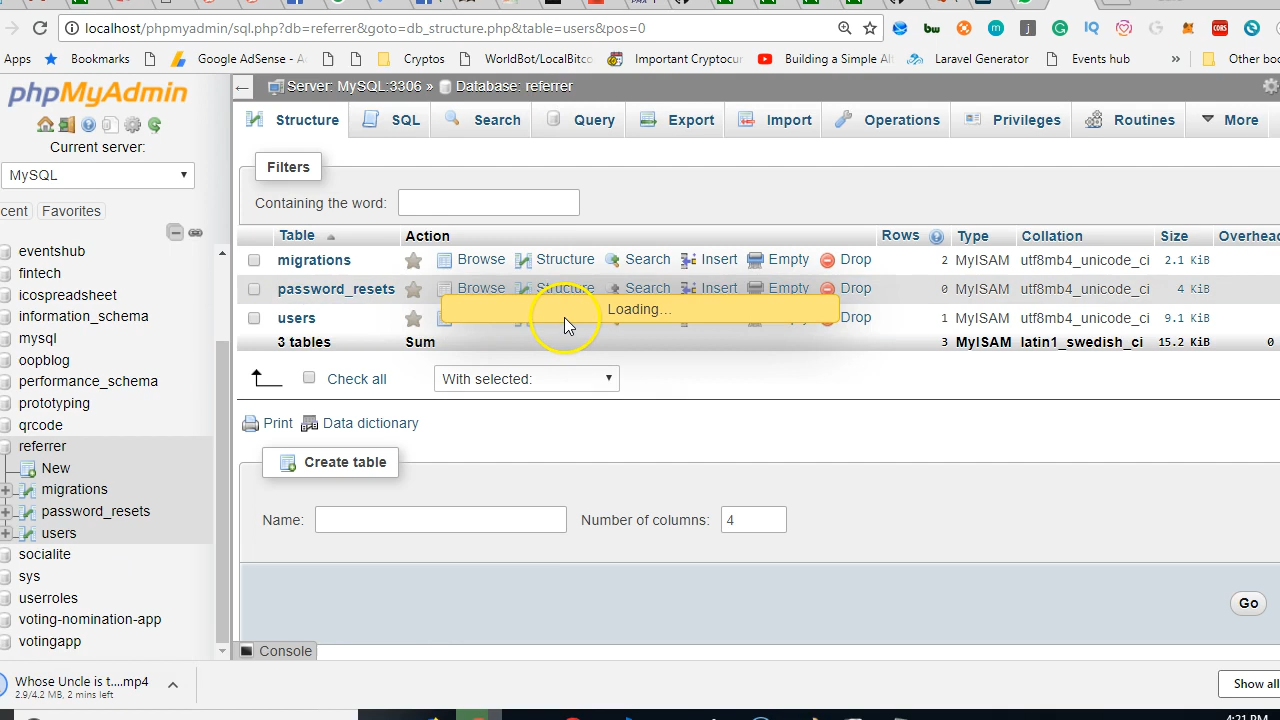 localhost/phpmyadmin/sql.php?db=referrer&goto=db_structure.php&table=users&pos=0
Apps Bookmarks Google AdSense - G... Cryptos WorldBot/LocalBitco Important Cryptocur Building a Simple Al Laravel Generator Events hub » Other boo
phpMyAdmin
Current server:
MySQL
cent Favorites
eventshub
fintech
icospreadsheet
information_schema
mysql
oopblog
performance_schema
prototyping
qrcode
referrer
New
migrations
password_resets
users
socialite
sys
userroles
voting-nomination-app
votingapp
Server: MySQL:3306 » Database: referrer
Structure SQL Search Query Export Import Operations Privileges Routines More
Filters
Containing the word:
Table Action Rows Type Collation Size Overhead
migrations Browse Structure Search Insert Empty Drop 2 MyISAM utf8mb4_unicode_ci 2.1 KiB
password_resets Browse Structure Search Insert Empty Drop 0 MyISAM utf8mb4_unicode_ci 4 KiB
Loading...
users Drop 1 MyISAM utf8mb4_unicode_ci 9.1 KiB
3 tables Sum 3 MyISAM latin1_swedish_ci 15.2 KiB 0
Check all With selected:
Print Data dictionary
Create table
Name: Number of columns: 4
Go
Console
Whose Uncle is t....mp4
2.9/4.2 MB, 2 mins left
Show all
4:21 PM